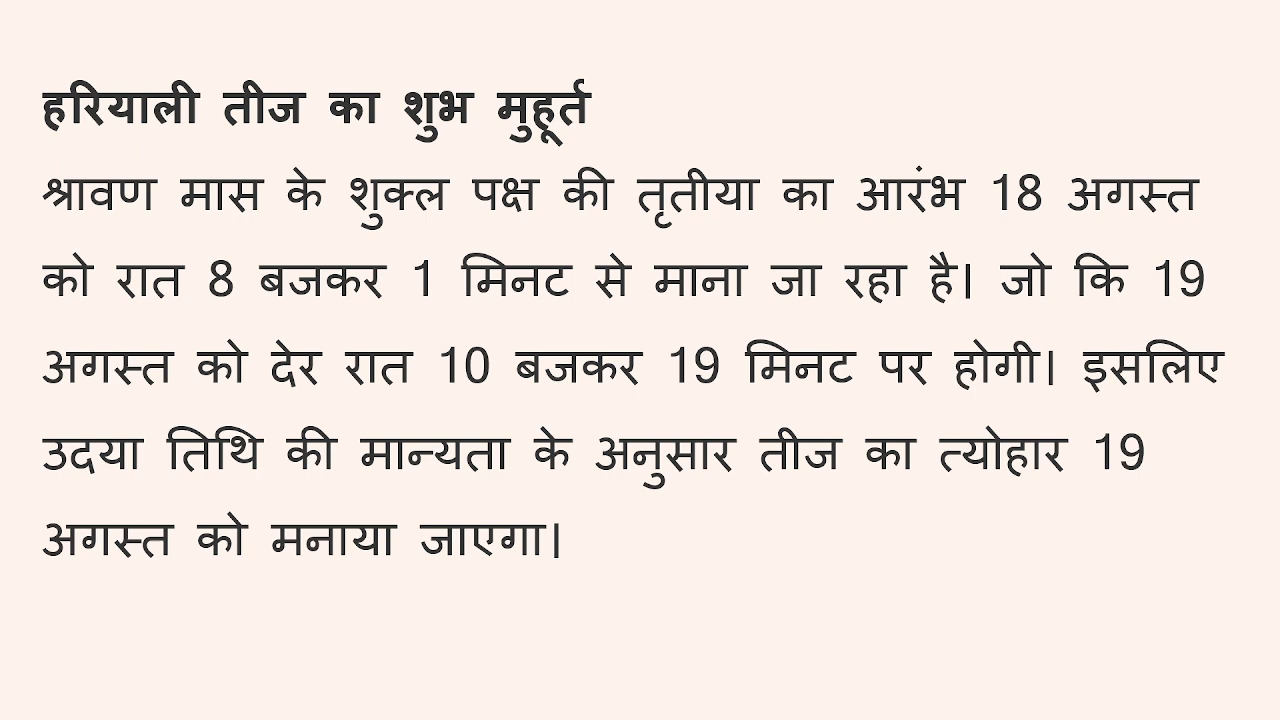 हरियाली तीज का शुभ मुहूर्त
श्रावण मास के शुक्ल पक्ष की तृतीया का आरंभ 18 अगस्त
को रात 8 बजकर 1 मिनट से माना जा रहा है। जो कि 19
अगस्त को देर रात 10 बजकर 19 मिनट पर होगी। इसलिए
उदया तिथि की मान्यता के अनुसार तीज का त्योहार 19
अगस्त को मनाया जाएगा।